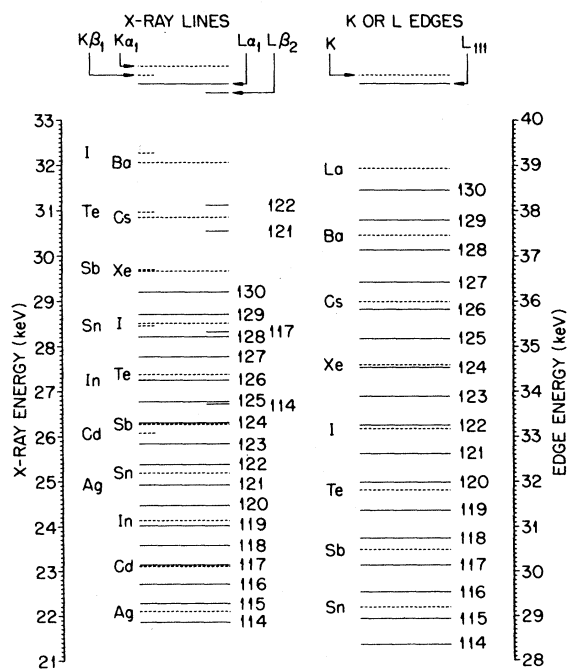 X-RAY LINES
K OR L EDGES
Kβ₁ Kα₁ Lα₁ Lβ₂
K L₁₁₁
33
32
31
30
29
28
27
26
25
24
23
22
21
X-RAY ENERGY (keV)
I
Te
Sb
Sn
In
Cd
Ag
Ba
Cs
Xe
I
Te
Sb
Sn
In
Cd
Ag
130
129
128
127
126
125
124
123
122
121
120
119
118
117
116
115
114
122
121
117
114
La
Ba
Cs
Xe
I
Te
Sb
Sn
130
129
128
127
126
125
124
123
122
121
120
119
118
117
116
115
114
40
39
38
37
36
35
34
33
32
31
30
29
28
EDGE ENERGY (keV)